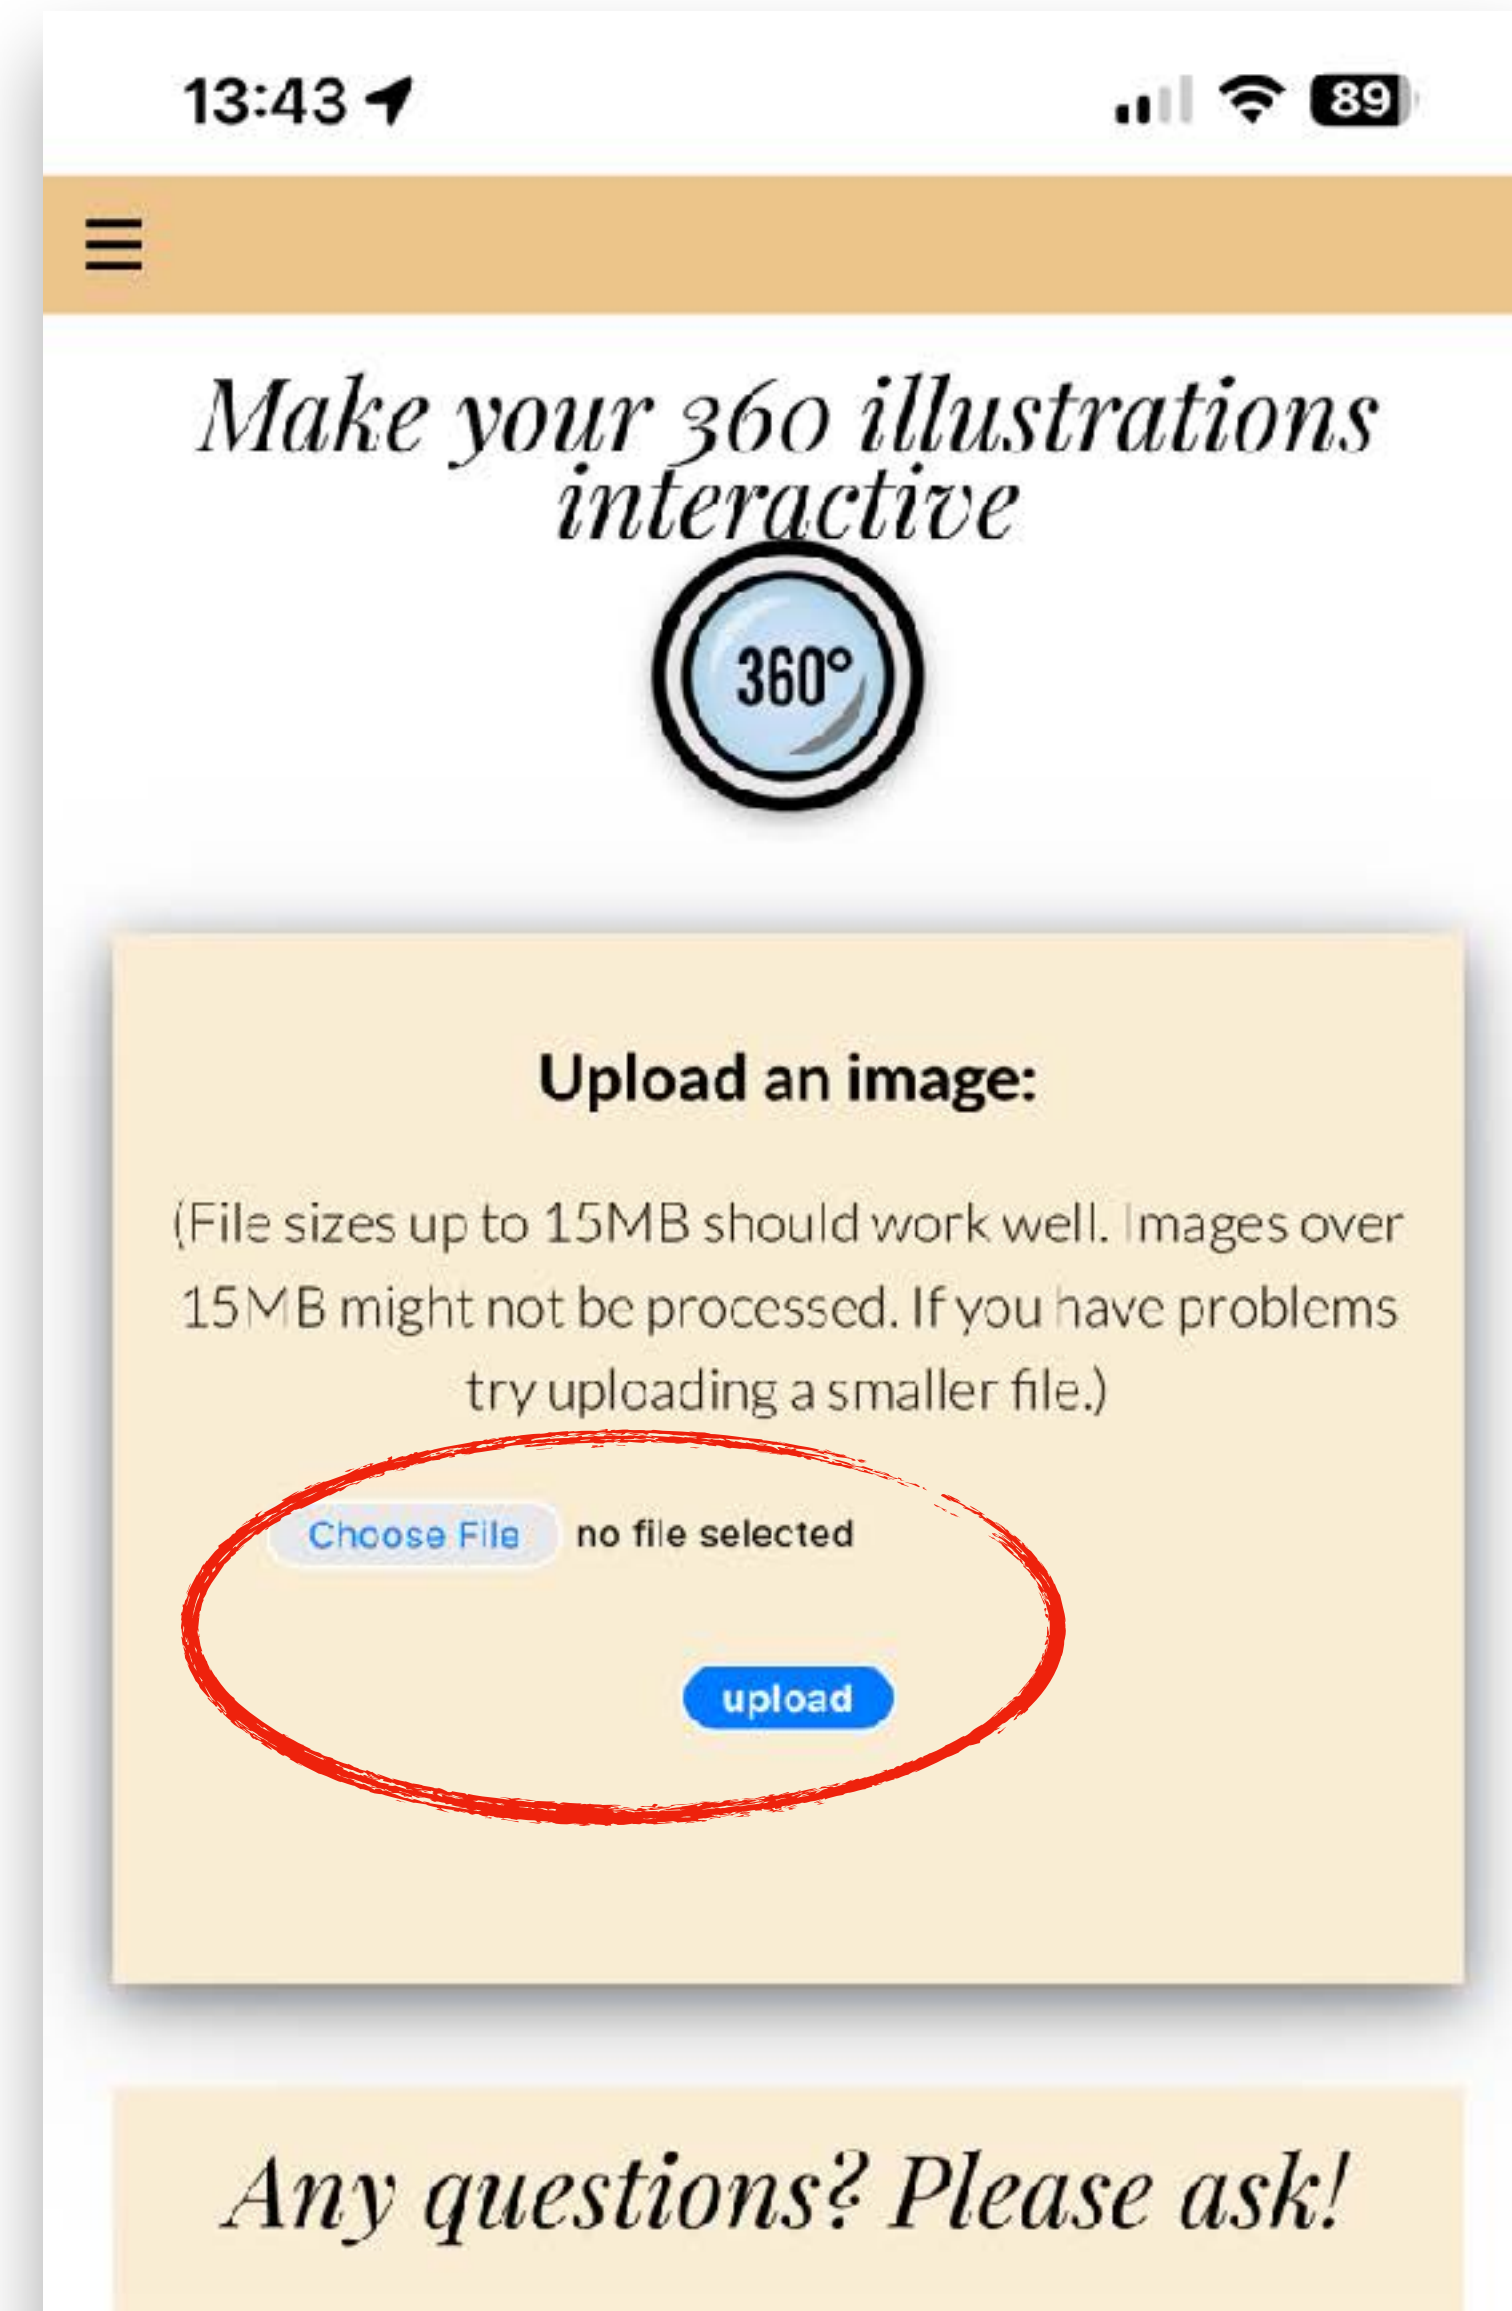 13:43
89
Make your 360 illustrations
interactive
360°
Upload an image:
(File sizes up to 15MB should work well. Images over
15MB might not be processed. If you have problems
try uploading a smaller file.)
Choose File no file selected
upload
Any questions? Please ask!